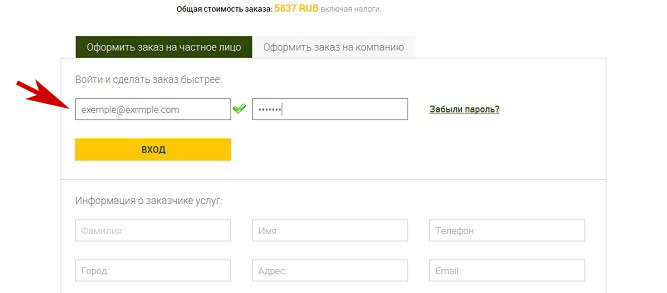 Общая стоимость заказа: 5837 RUB включая налоги.
Оформить заказ на частное лицо Оформить заказ на компанию
Войти и сделать заказ быстрее:
exemple@exrmple.com ••••••• Забыли пароль?
ВХОД
Информация о заказчике услуг:
Фамилия: Имя: Телефон:
Город: Адрес: Email: